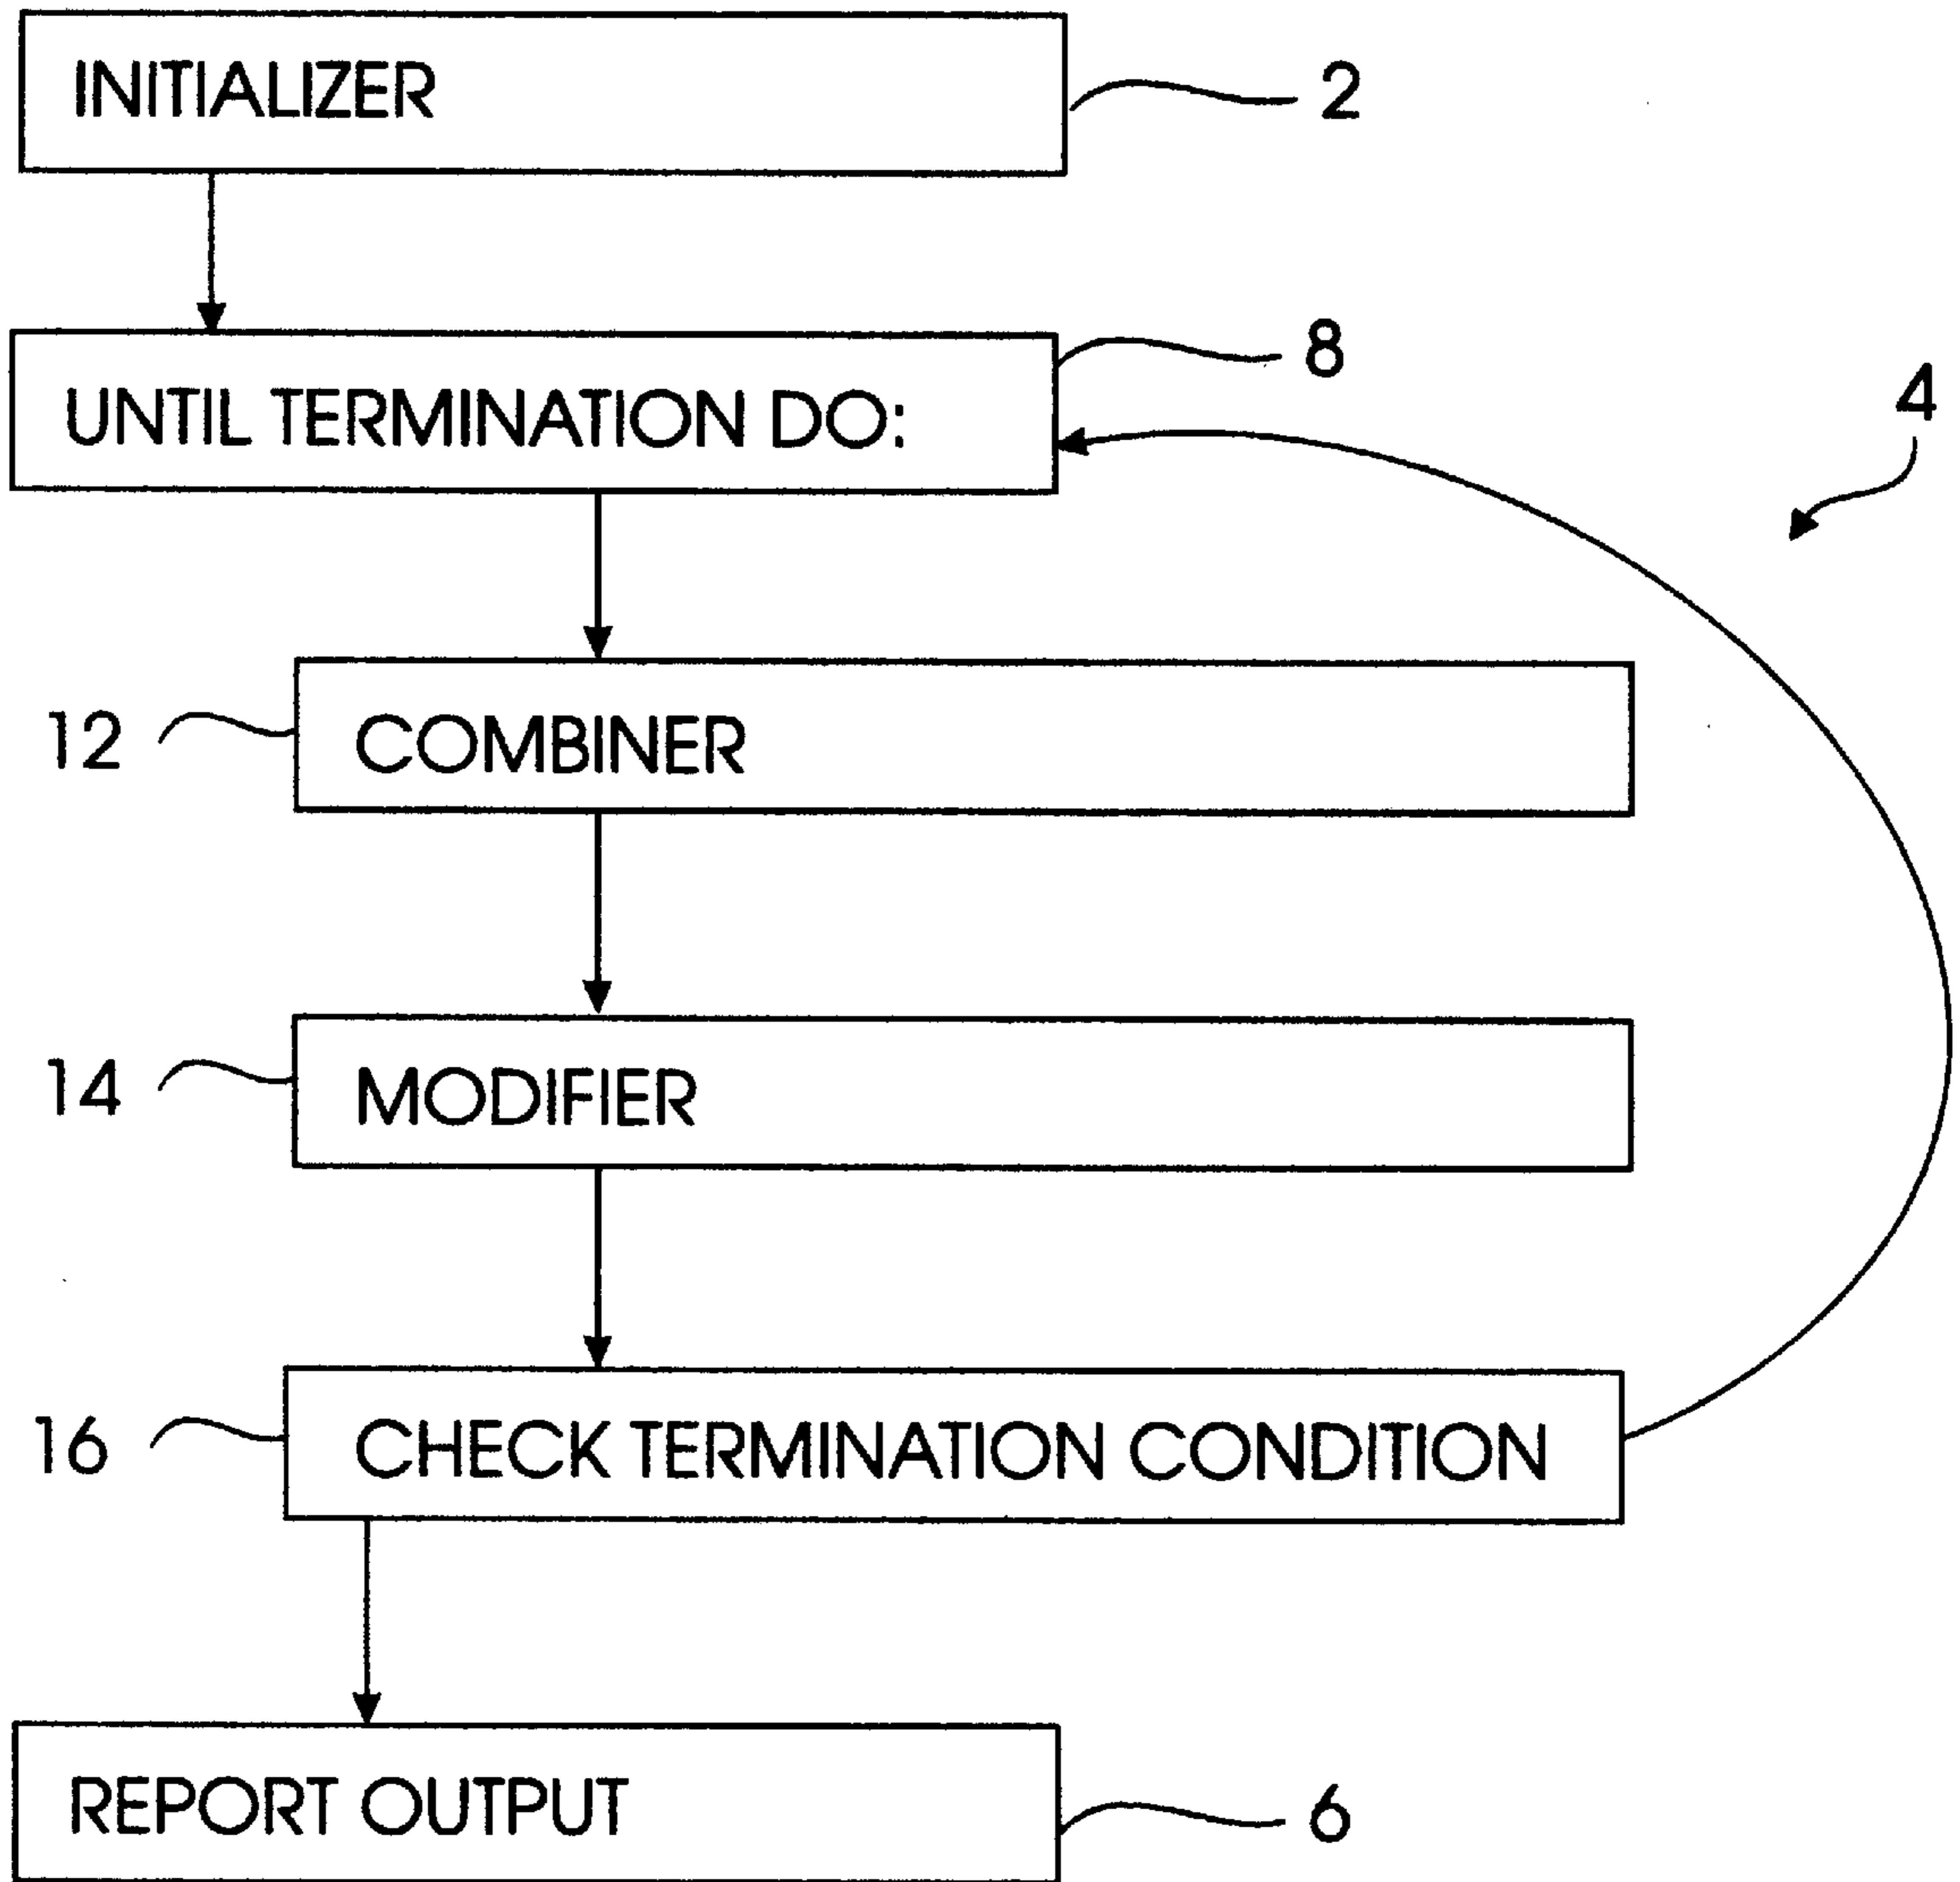 INITIALIZER
2
UNTIL TERMINATION DO:
8
4
12
COMBINER
14
MODIFIER
16
CHECK TERMINATION CONDITION
REPORT OUTPUT
6